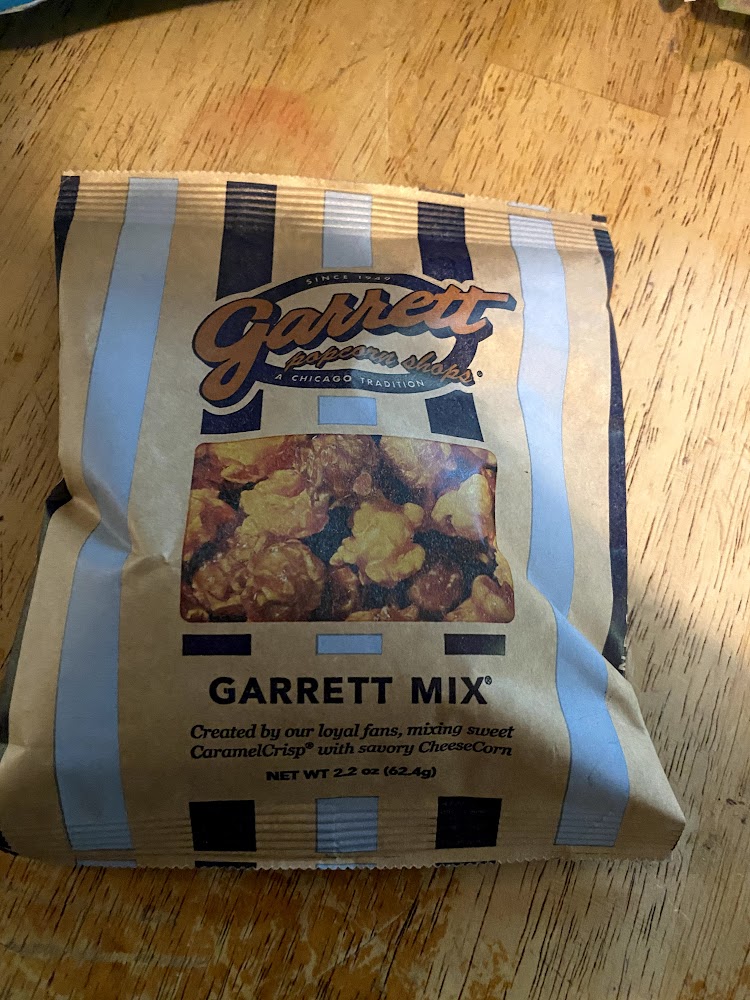 SINCE 1949
Garrett
popcorn shops®
A CHICAGO TRADITION
GARRETT MIX®
Created by our loyal fans, mixing sweet
CaramelCrisp® with savory CheeseCorn
NET WT 2.2 oz (62.4g)